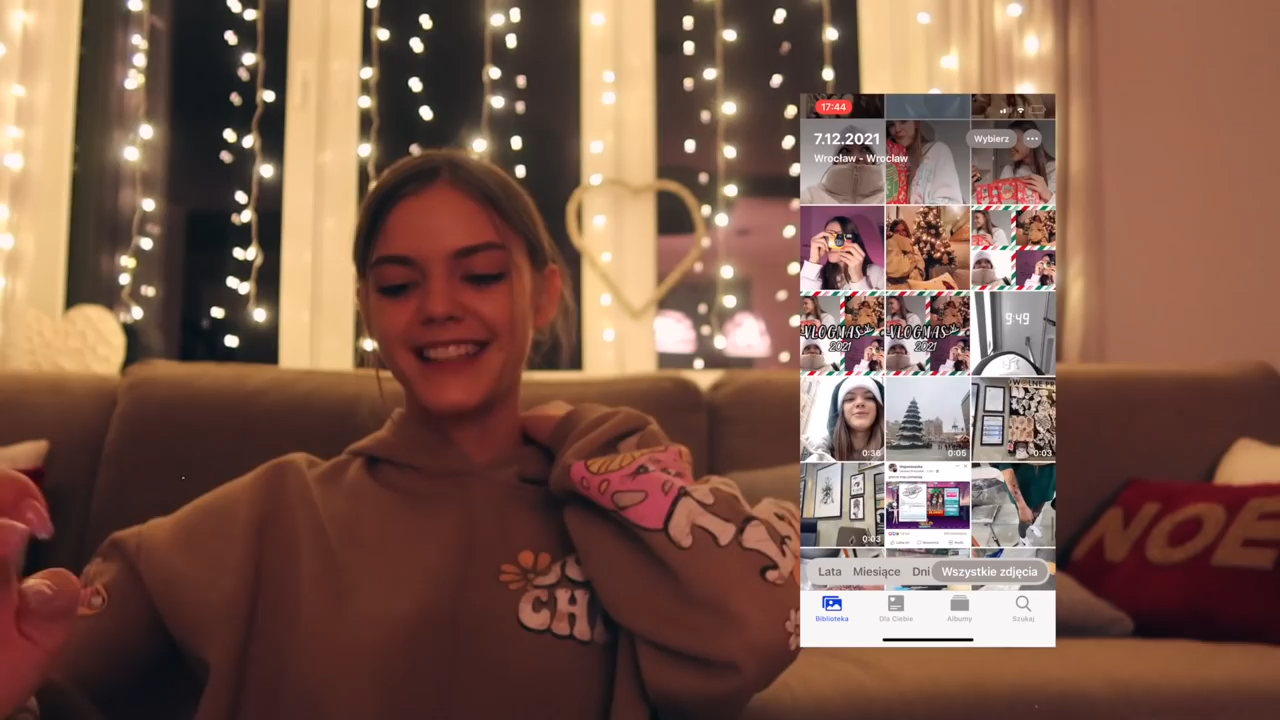 17:44
7.12.2021
Wrocław - Wrocław
Wybierz
VLOGMAS
2021
VLOGMAS
2021
9:49
0:36
0:05
0:03
0:03
Lata
Miesiące
Dni
Wszystkie zdjęcia
Biblioteka
Dla Ciebie
Albumy
Szukaj
CH
NOE